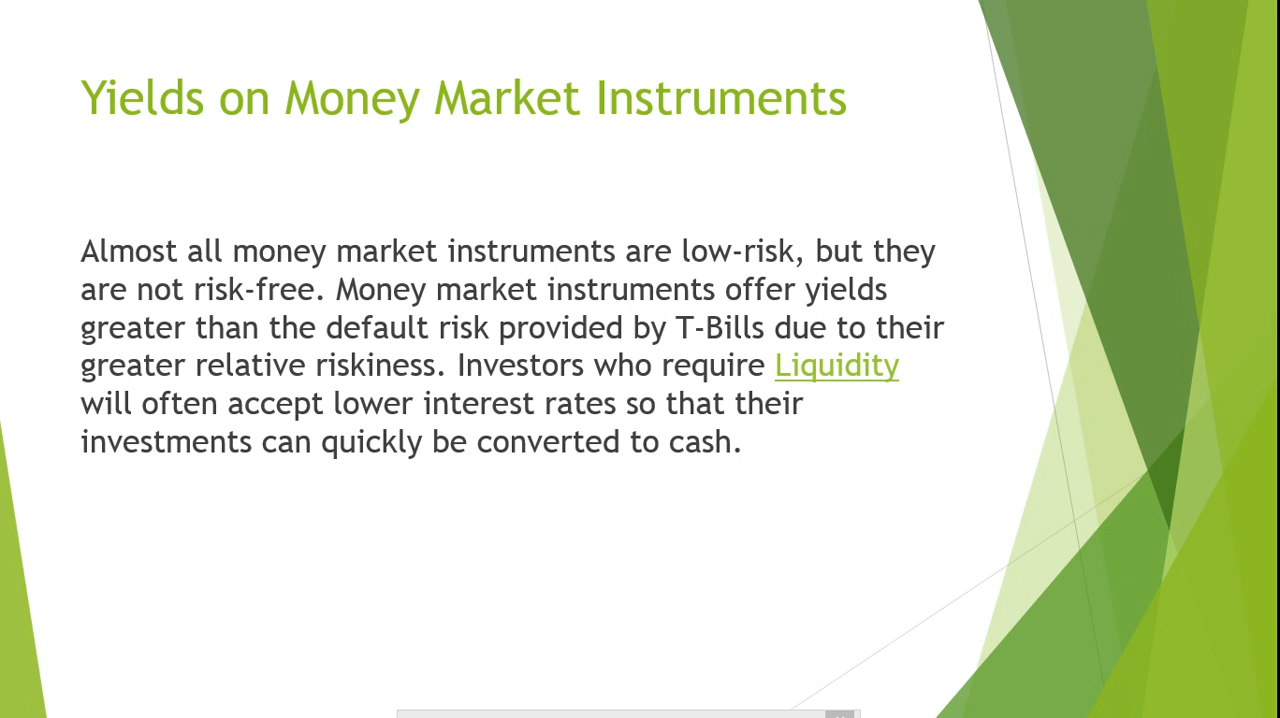 Yields on Money Market Instruments
Almost all money market instruments are low-risk, but they
are not risk-free. Money market instruments offer yields
greater than the default risk provided by T-Bills due to their
greater relative riskiness. Investors who require Liquidity
will often accept lower interest rates so that their
investments can quickly be converted to cash.